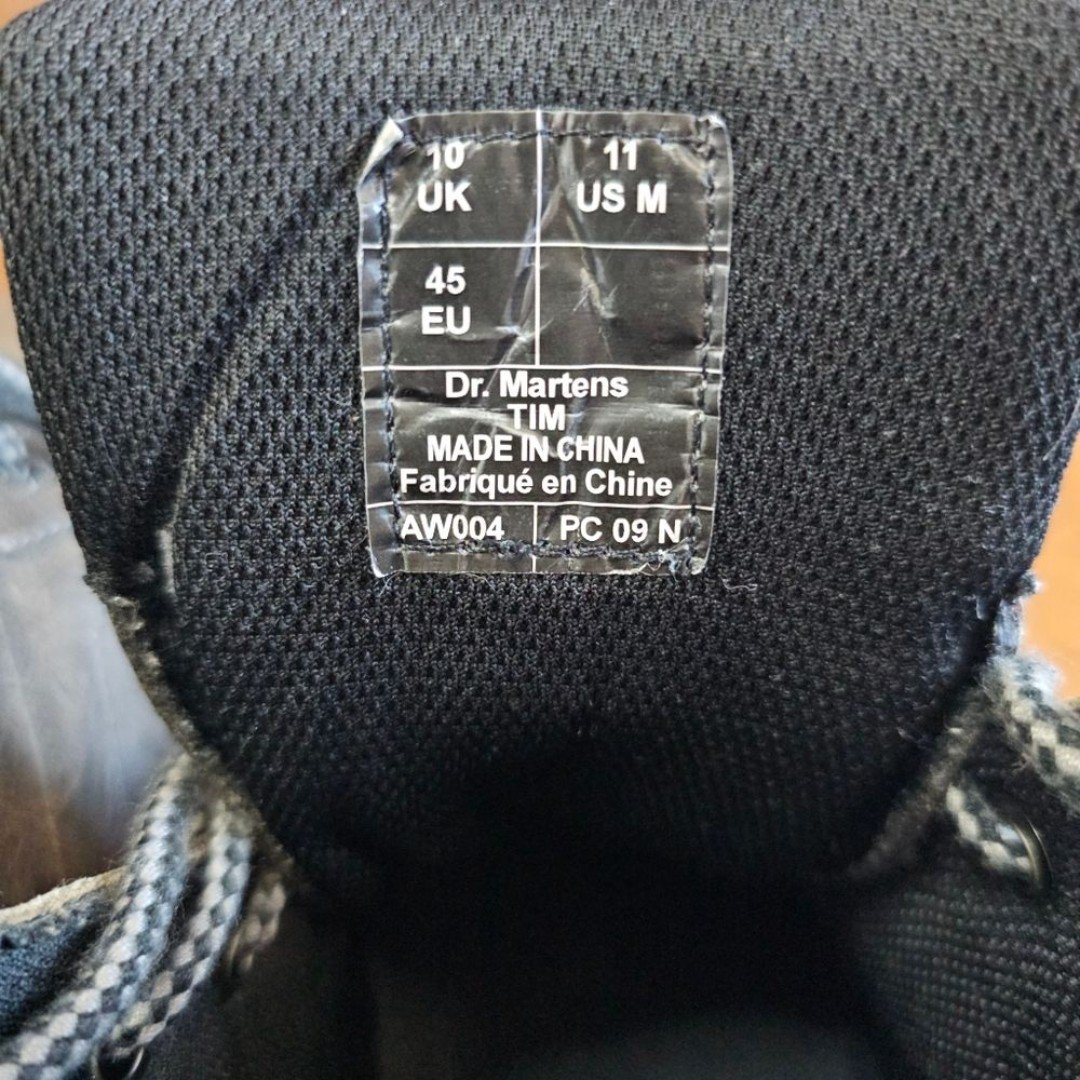 10
UK
11
US M
45
EU
Dr. Martens
TIM
MADE IN CHINA
Fabriqué en Chine
AW004
PC 09 N